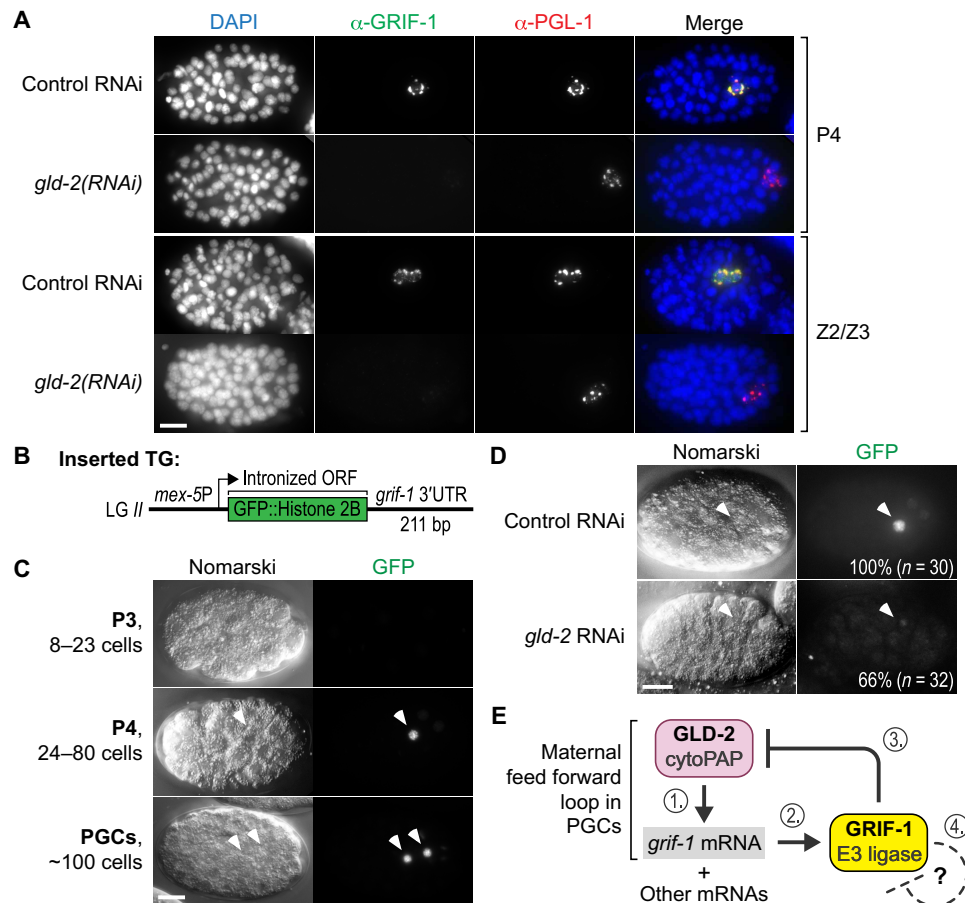 A
DAPI α-GRIF-1 α-PGL-1 Merge
Control RNAi
gld-2(RNAi)
P4
Control RNAi
gld-2(RNAi)
Z2/Z3
B Inserted TG:
LG II
mex-5P
Intronized ORF
GFP::Histone 2B
grif-1 3′UTR
211 bp
C
Nomarski GFP
P3,
8–23 cells
P4,
24–80 cells
PGCs,
~100 cells
D
Nomarski GFP
Control RNAi
100% (n = 30)
gld-2 RNAi
66% (n = 32)
E
Maternal
feed forward
loop in
PGCs
GLD-2
cytoPAP
1.
grif-1 mRNA
+
Other mRNAs
2.
3.
GRIF-1
E3 ligase
4.
?